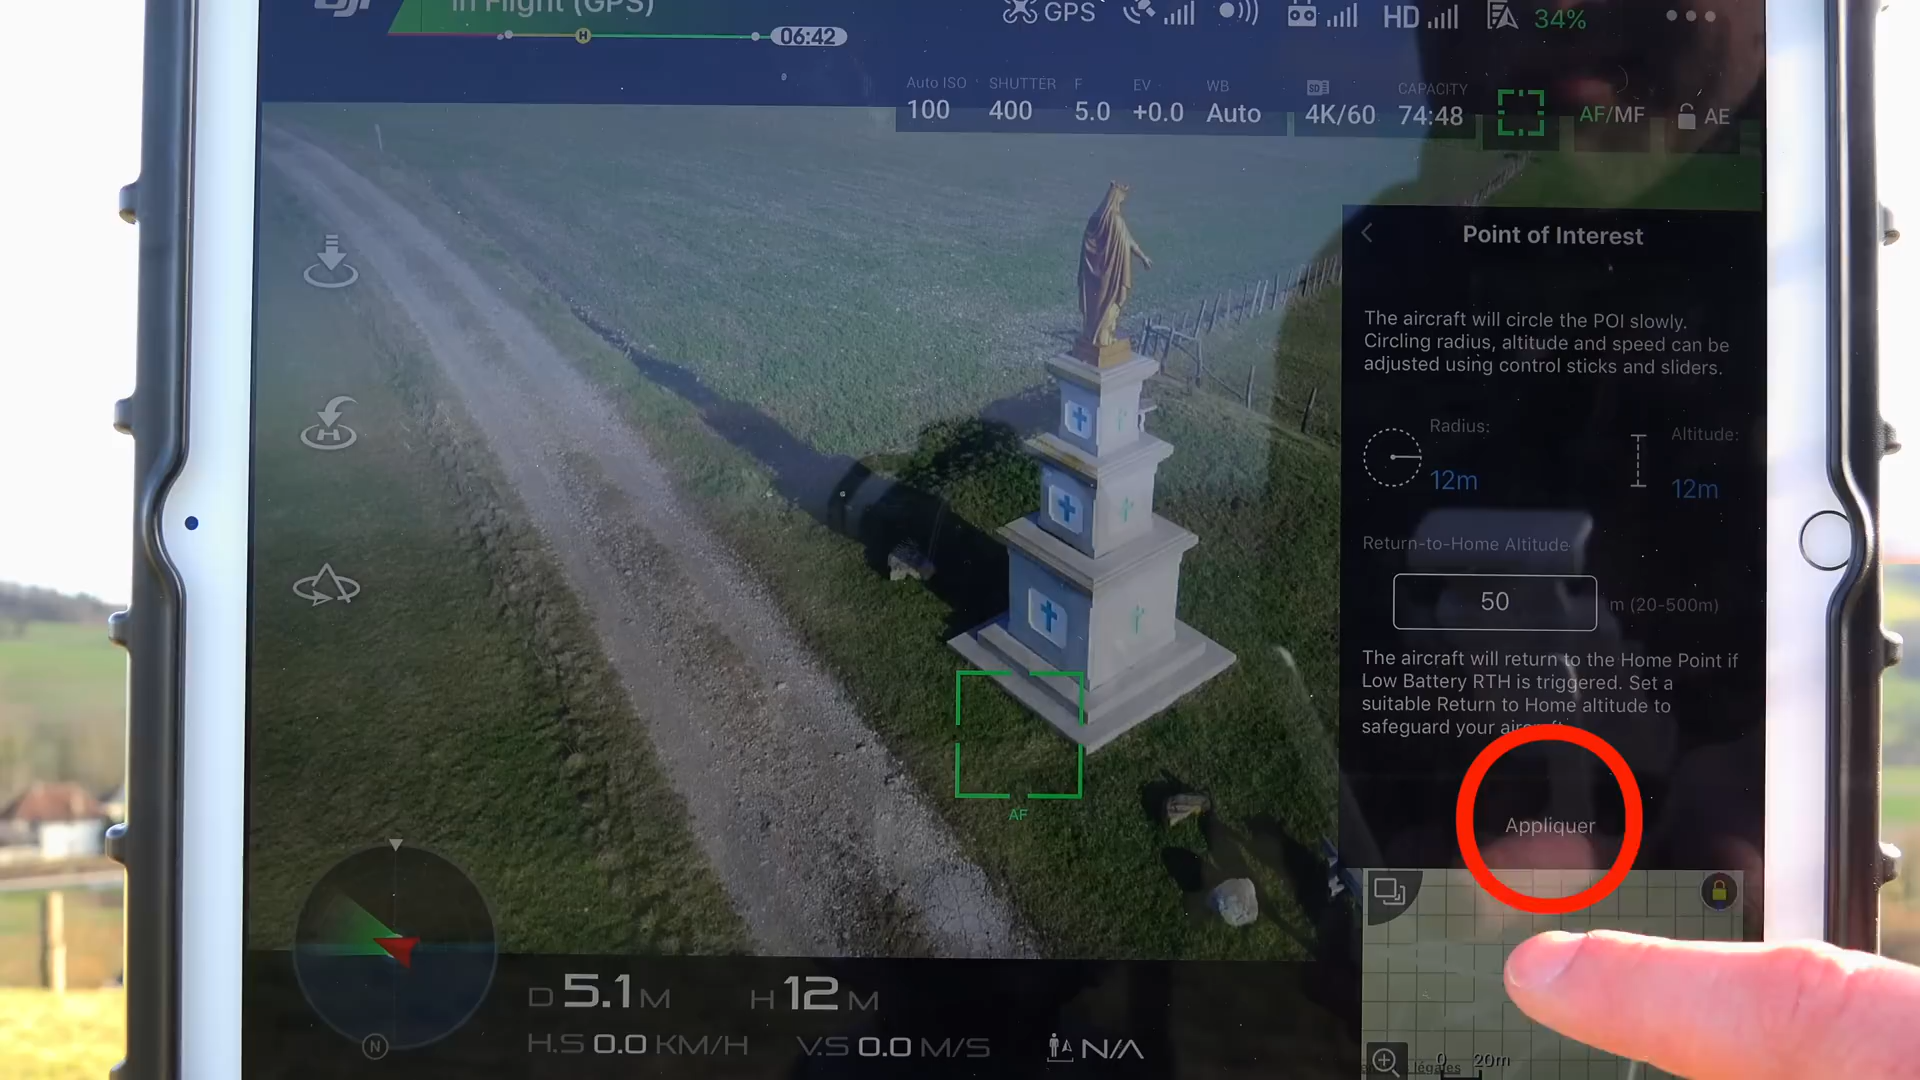 dji
In Flight (GPS)
GPS
HD
34%
H
06:42
Auto ISO
100
SHUTTER
400
F
5.0
EV
+0.0
WB
Auto
4K/60
CAPACITY
74:48
AF/MF
AE
Point of Interest
The aircraft will circle the POI slowly.
Circling radius, altitude and speed can be
adjusted using control sticks and sliders.
Radius:
12m
Altitude:
12m
Return-to-Home Altitude
50
m (20-500m)
The aircraft will return to the Home Point if
Low Battery RTH is triggered. Set a
suitable Return to Home altitude to
safeguard your aircraft.
Appliquer
H
AF
N
D 5.1 M
H 12 M
H.S 0.0 KM/H
V.S 0.0 M/S
N/A
0 20m
légales